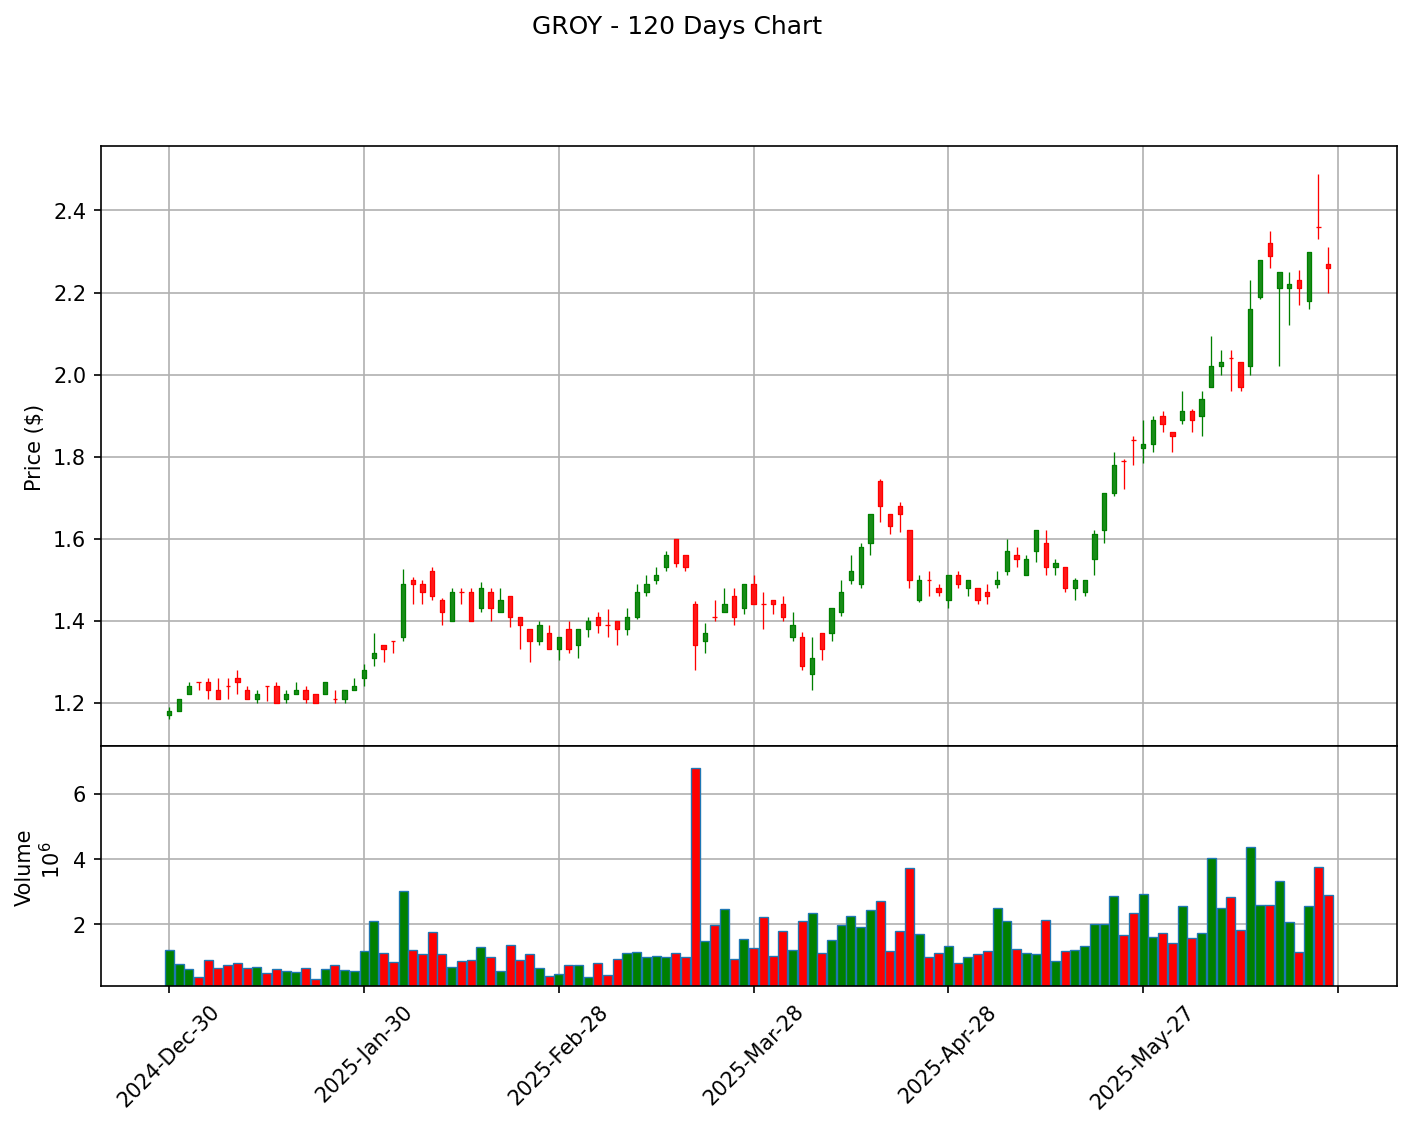 GROY - 120 Days Chart
Price ($)
2.4
2.2
2.0
1.8
1.6
1.4
1.2
Volume
10⁶
6
4
2
2024-Dec-30
2025-Jan-30
2025-Feb-28
2025-Mar-28
2025-Apr-28
2025-May-27